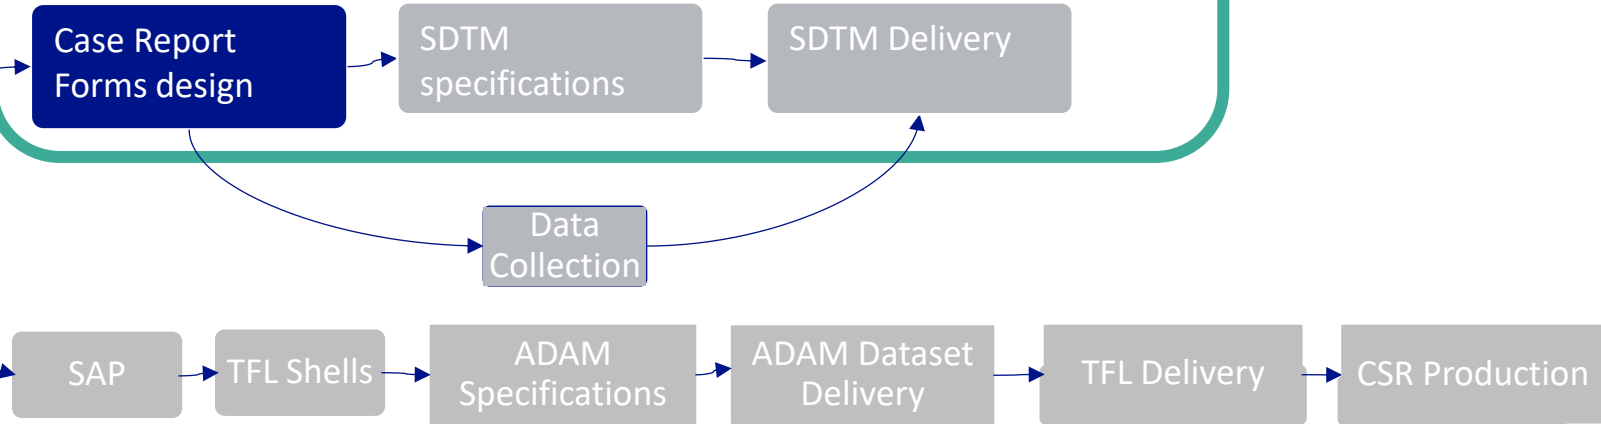 Case Report
Forms design
SDTM
specifications
SDTM Delivery
Data
Collection
SAP
TFL Shells
ADAM
Specifications
ADAM Dataset
Delivery
TFL Delivery
CSR Production